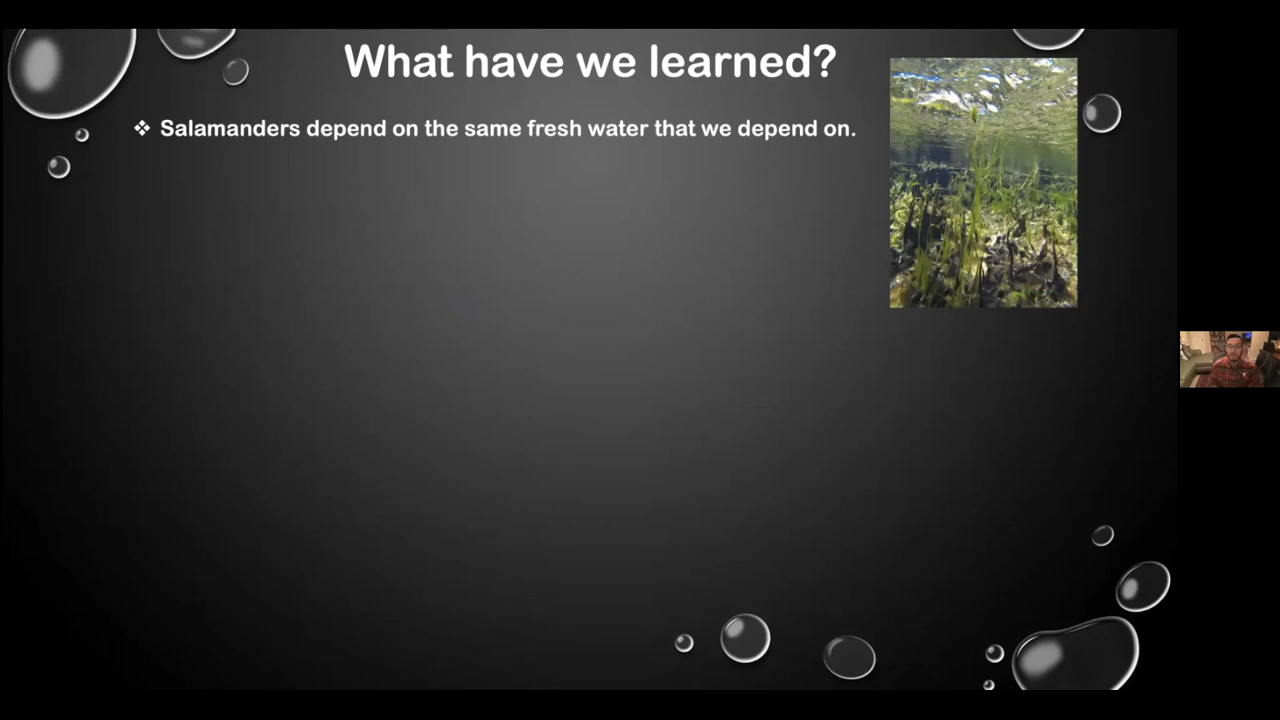 What have we learned?
❖ Salamanders depend on the same fresh water that we depend on.